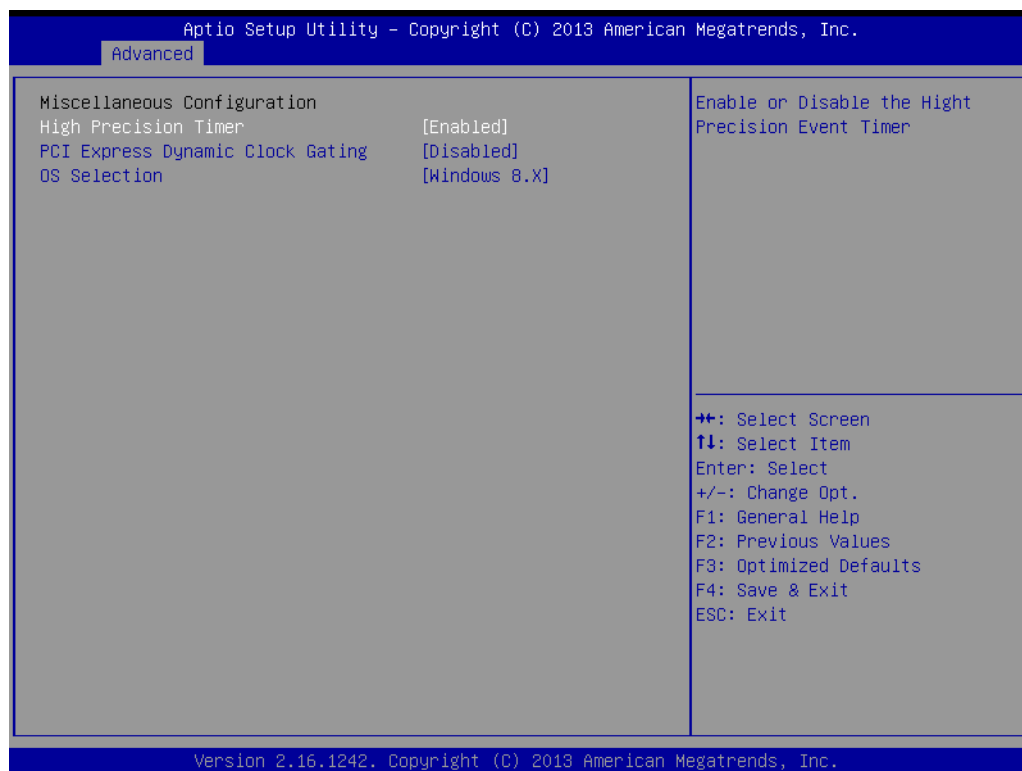 Aptio Setup Utility – Copyright (C) 2013 American Megatrends, Inc.
Advanced
Miscellaneous Configuration
High Precision Timer [Enabled]
PCI Express Dynamic Clock Gating [Disabled]
OS Selection [Windows 8.X]
Enable or Disable the Hight
Precision Event Timer
→←: Select Screen
↑↓: Select Item
Enter: Select
+/-: Change Opt.
F1: General Help
F2: Previous Values
F3: Optimized Defaults
F4: Save & Exit
ESC: Exit
Version 2.16.1242. Copyright (C) 2013 American Megatrends, Inc.